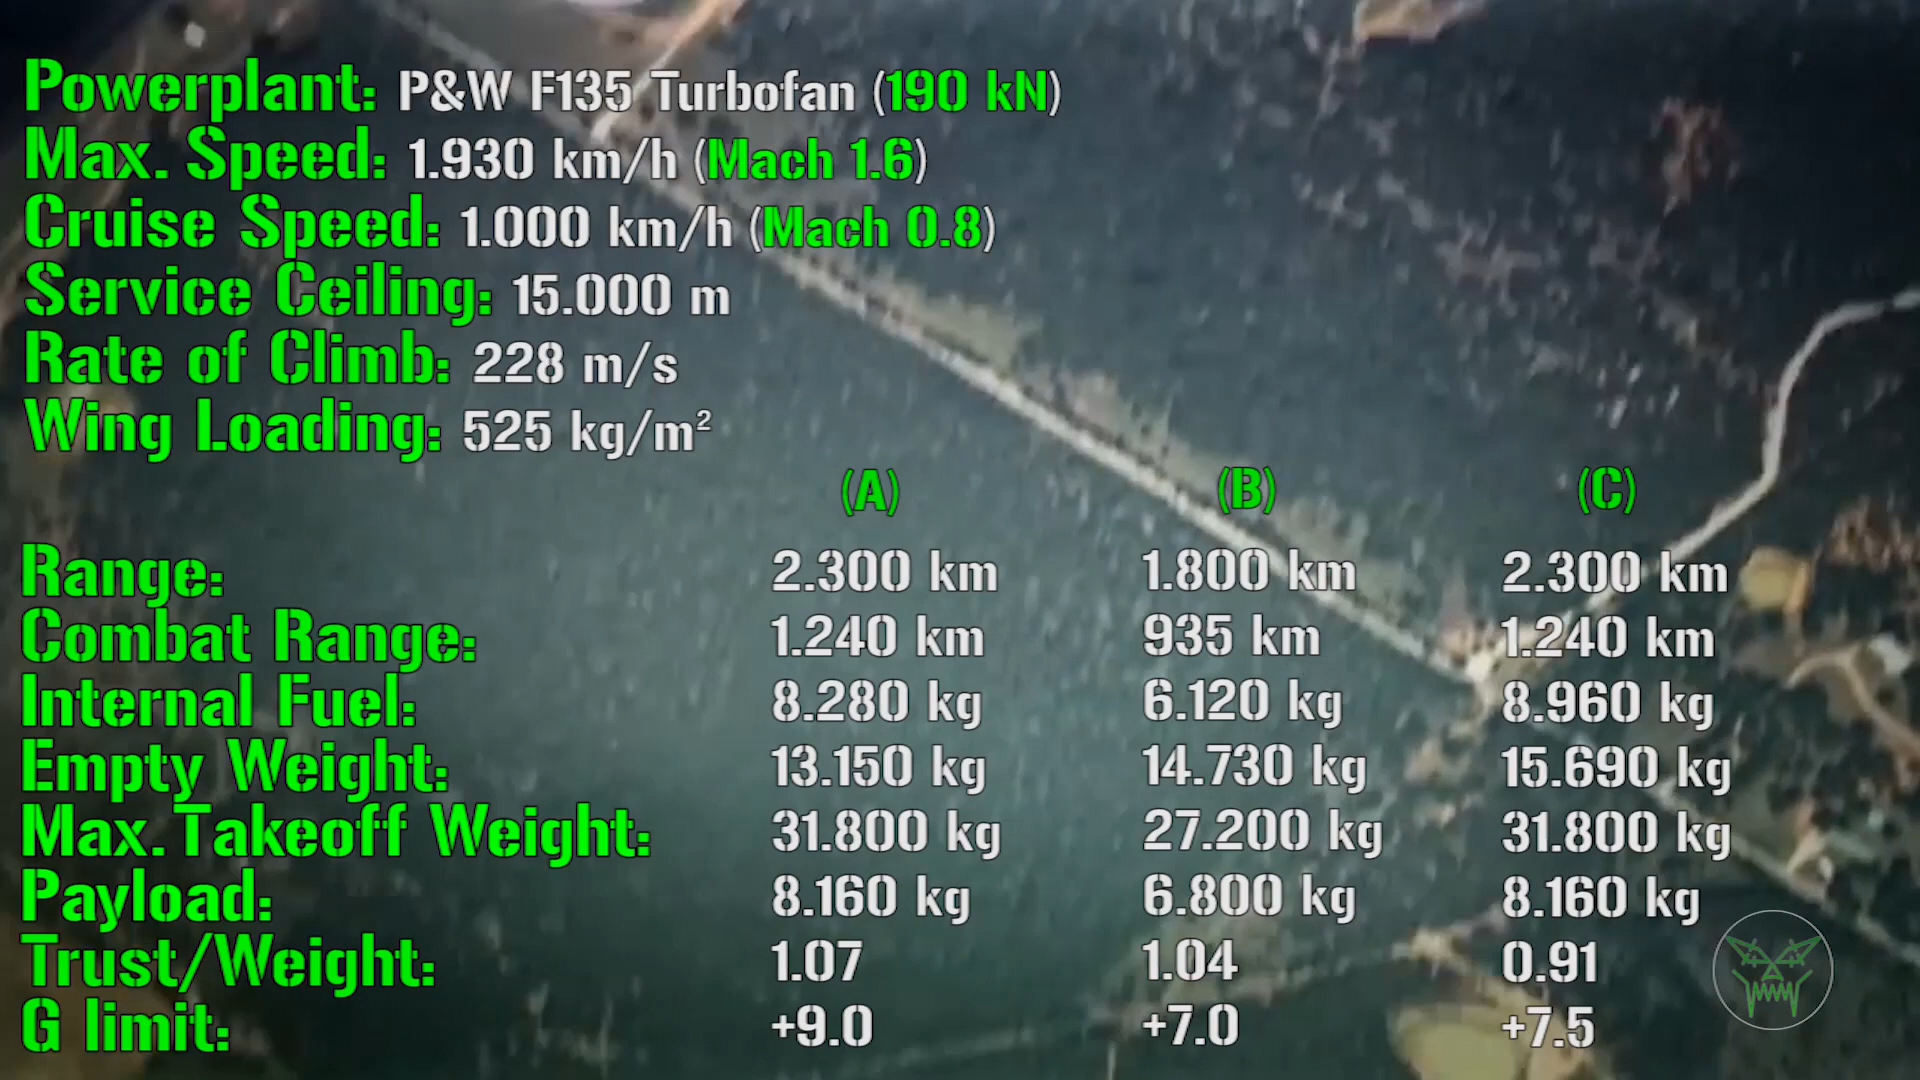 Powerplant: P&W F135 Turbofan (190 kN)
Max. Speed: 1.930 km/h (Mach 1.6)
Cruise Speed: 1.000 km/h (Mach 0.8)
Service Ceiling: 15.000 m
Rate of Climb: 228 m/s
Wing Loading: 525 kg/m²
(A) (B) (C)
Range: 2.300 km 1.800 km 2.300 km
Combat Range: 1.240 km 935 km 1.240 km
Internal Fuel: 8.280 kg 6.120 kg 8.960 kg
Empty Weight: 13.150 kg 14.730 kg 15.690 kg
Max. Takeoff Weight: 31.800 kg 27.200 kg 31.800 kg
Payload: 8.160 kg 6.800 kg 8.160 kg
Trust/Weight: 1.07 1.04 0.91
G limit: +9.0 +7.0 +7.5